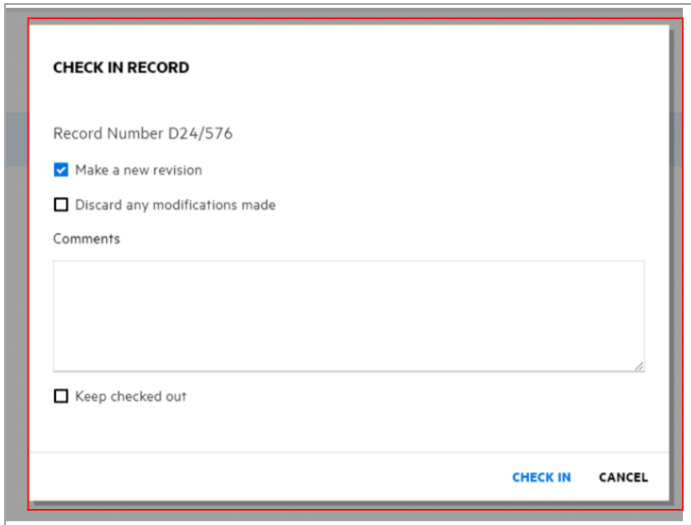 CHECK IN RECORD
Record Number D24/576
Make a new revision
Discard any modifications made
Comments
Keep checked out
CHECK IN CANCEL